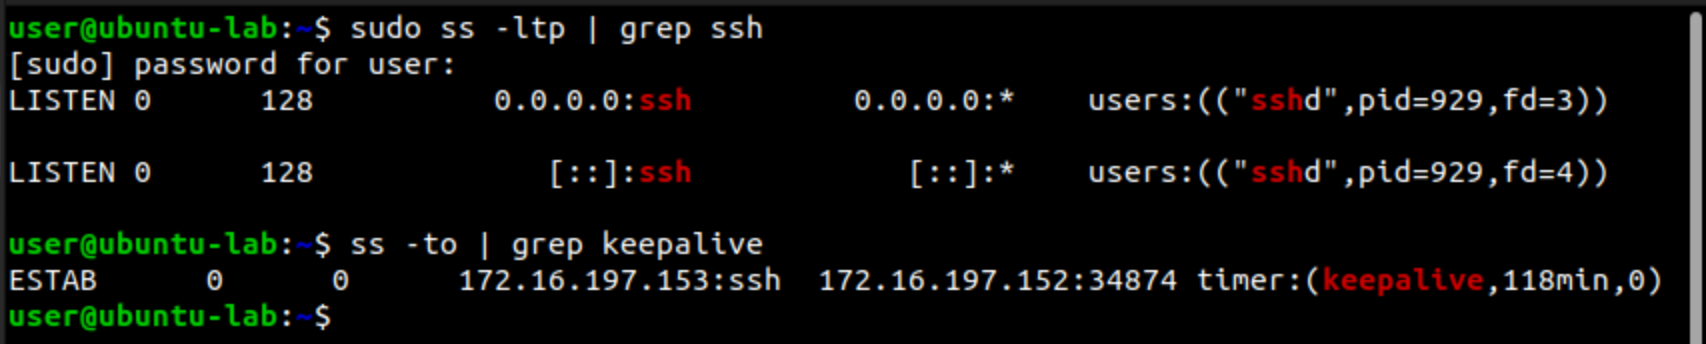 user@ubuntu-lab:~$ sudo ss -ltp | grep ssh
[sudo] password for user:
LISTEN 0      128          0.0.0.0:ssh         0.0.0.0:*    users:(("sshd",pid=929,fd=3))
LISTEN 0      128             [::]:ssh            [::]:*    users:(("sshd",pid=929,fd=4))
user@ubuntu-lab:~$ ss -to | grep keepalive
ESTAB      0      0      172.16.197.153:ssh  172.16.197.152:34874 timer:(keepalive,118min,0)
user@ubuntu-lab:~$